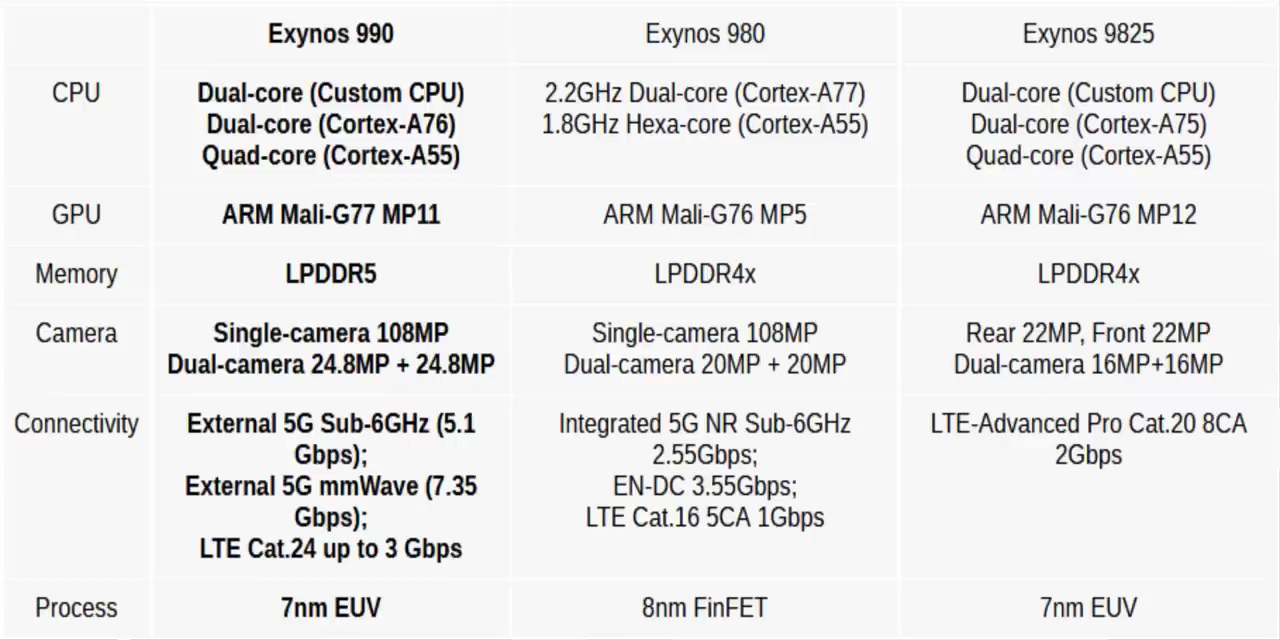 Exynos 990 Exynos 980 Exynos 9825
CPU
Dual-core (Custom CPU)
Dual-core (Cortex-A76)
Quad-core (Cortex-A55)
2.2GHz Dual-core (Cortex-A77)
1.8GHz Hexa-core (Cortex-A55)
Dual-core (Custom CPU)
Dual-core (Cortex-A75)
Quad-core (Cortex-A55)
GPU
ARM Mali-G77 MP11
ARM Mali-G76 MP5
ARM Mali-G76 MP12
Memory
LPDDR5
LPDDR4x
LPDDR4x
Camera
Single-camera 108MP
Dual-camera 24.8MP + 24.8MP
Single-camera 108MP
Dual-camera 20MP + 20MP
Rear 22MP, Front 22MP
Dual-camera 16MP+16MP
Connectivity
External 5G Sub-6GHz (5.1
Gbps);
External 5G mmWave (7.35
Gbps);
LTE Cat.24 up to 3 Gbps
Integrated 5G NR Sub-6GHz
2.55Gbps;
EN-DC 3.55Gbps;
LTE Cat.16 5CA 1Gbps
LTE-Advanced Pro Cat.20 8CA
2Gbps
Process
7nm EUV
8nm FinFET
7nm EUV